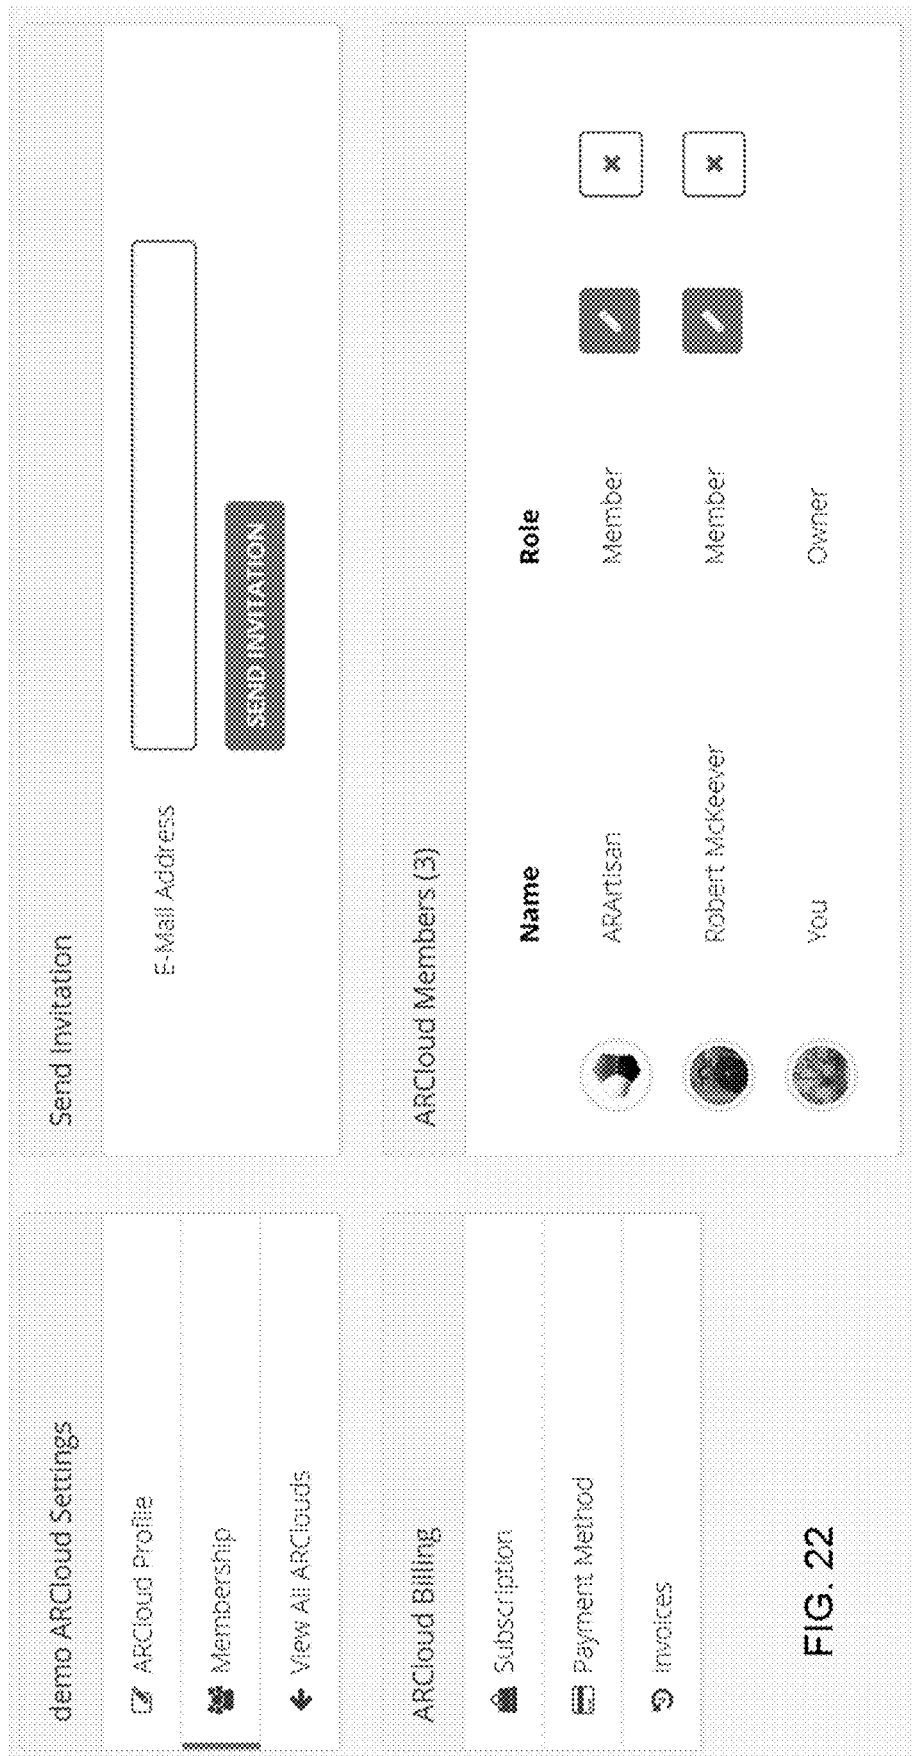 demo ARCloud Settings
ARCloud Profile
Membership
View All ARClouds
ARCloud Billing
Subscription
Payment Method
Invoices
Send Invitation
E-Mail Address
SEND INVITATION
ARCloud Members (3)
Name Role
ARArtisan Member
Robert McKeever Member
You Owner
FIG. 22